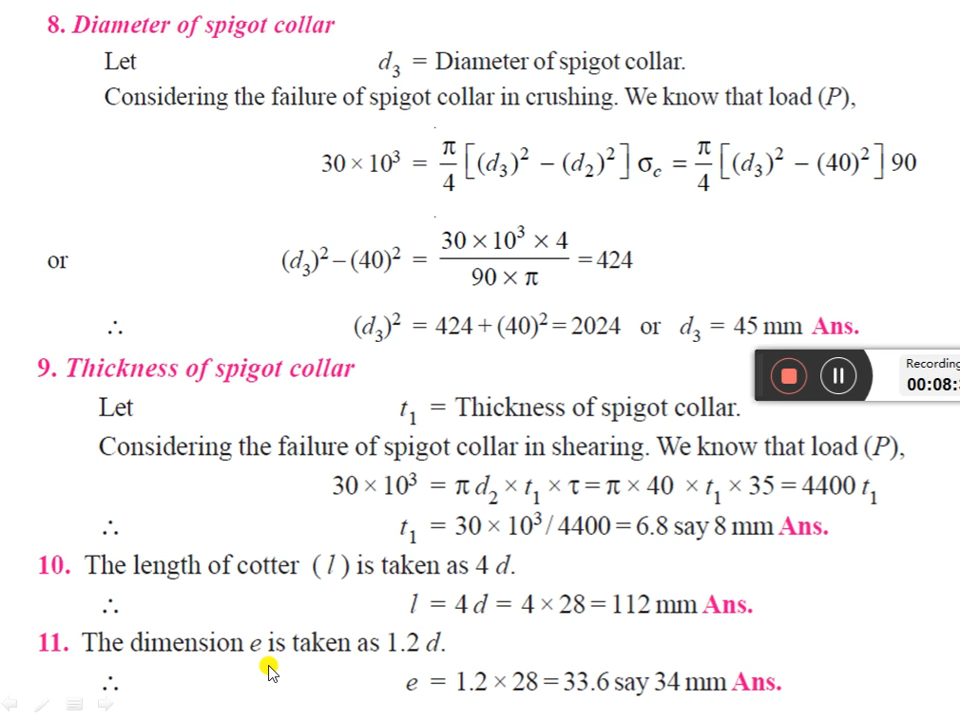 8. Diameter of spigot collar
Let d₃ = Diameter of spigot collar.
Considering the failure of spigot collar in crushing. We know that load (P),
30 × 10³ = π/4 [(d₃)² − (d₂)²] σc = π/4 [(d₃)² − (40)²] 90
or (d₃)² − (40)² = 30 × 10³ × 4 / 90 × π = 424
∴ (d₃)² = 424 + (40)² = 2024 or d₃ = 45 mm Ans.
9. Thickness of spigot collar
Recording
00:08:
Let t₁ = Thickness of spigot collar.
Considering the failure of spigot collar in shearing. We know that load (P),
30 × 10³ = π d₂ × t₁ × τ = π × 40 × t₁ × 35 = 4400 t₁
∴ t₁ = 30 × 10³ / 4400 = 6.8 say 8 mm Ans.
10. The length of cotter (l) is taken as 4 d.
∴ l = 4 d = 4 × 28 = 112 mm Ans.
11. The dimension e is taken as 1.2 d.
∴ e = 1.2 × 28 = 33.6 say 34 mm Ans.